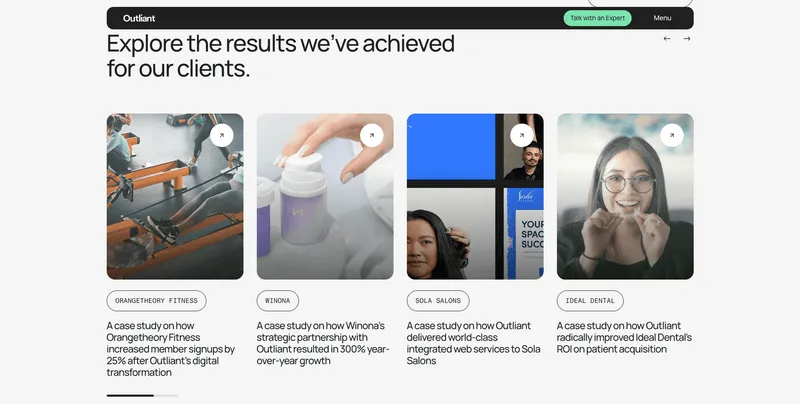 Outliant
Talk with an Expert
Menu
Explore the results we’ve achieved
for our clients.
← →
Sola
YOUR
SPAC
SUCC
ORANGETHEORY FITNESS
WINONA
SOLA SALONS
IDEAL DENTAL
A case study on how
Orangetheory Fitness
increased member signups by
25% after Outliant's digital
transformation
A case study on how Winona's
strategic partnership with
Outliant resulted in 300% year-
over-year growth
A case study on how Outliant
delivered world-class
integrated web services to Sola
Salons
A case study on how Outliant
radically improved Ideal Dental's
ROI on patient acquisition